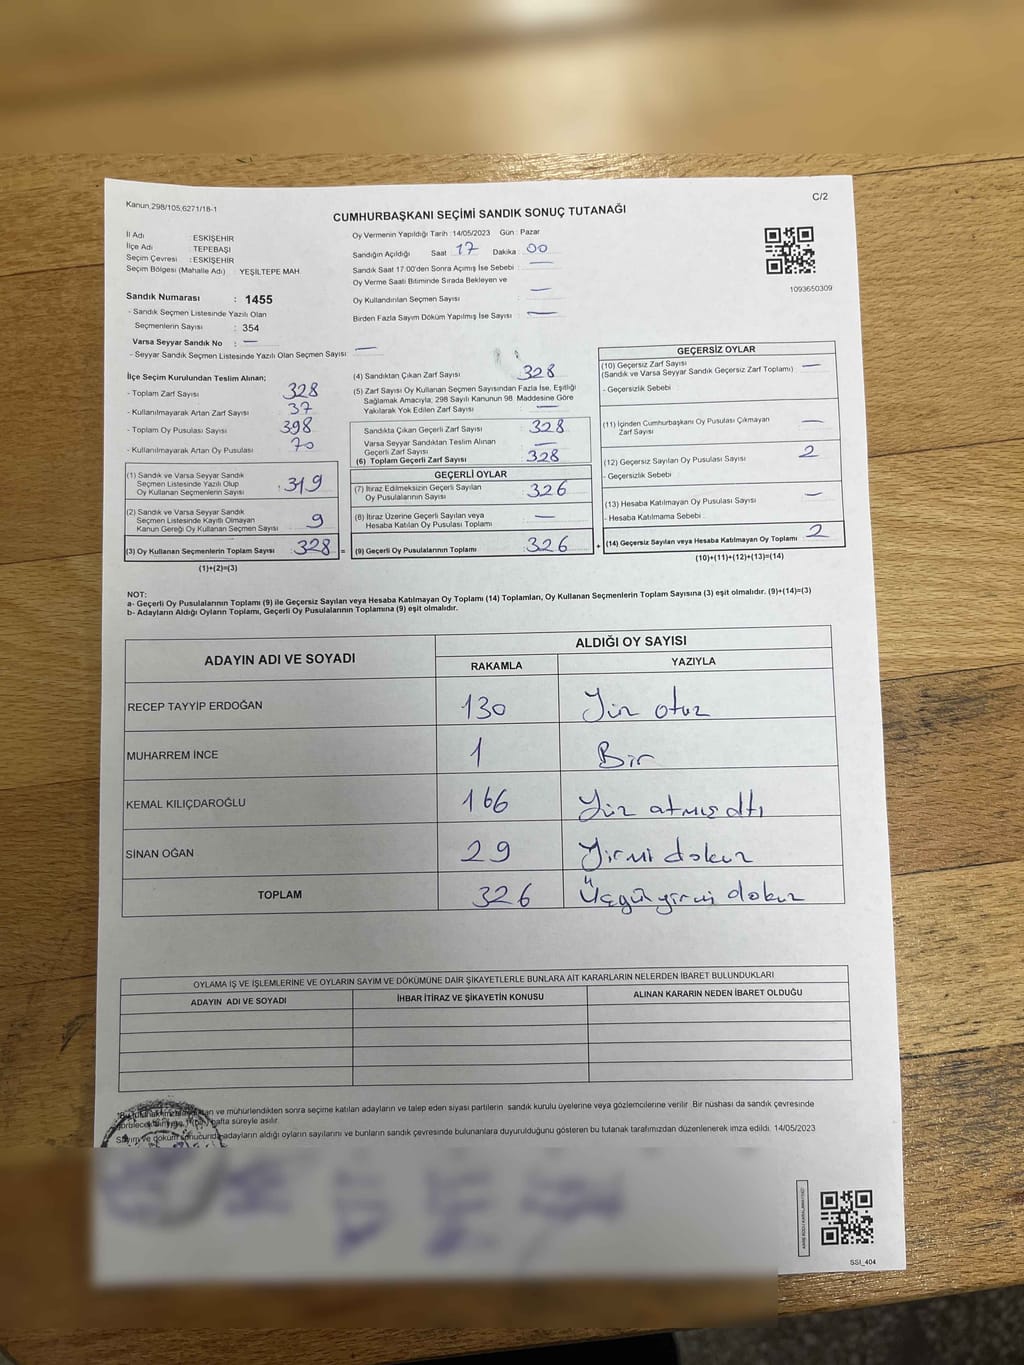 Kanun,298/105,6271/18-1
C/2
CUMHURBAŞKANI SEÇİMİ SANDIK SONUÇ TUTANAĞI
İl Adı : ESKİŞEHİR
İlçe Adı : TEPEBAŞI
Seçim Çevresi : ESKİŞEHİR
Seçim Bölgesi (Mahalle Adı) : YEŞİLTEPE MAH.
Sandık Numarası : 1455
- Sandık Seçmen Listesinde Yazılı Olan
Seçmenlerin Sayısı : 354
Varsa Seyyar Sandık No : —
- Seyyar Sandık Seçmen Listesinde Yazılı Olan Seçmen Sayısı: —
Oy Vermenin Yapıldığı Tarih :14/05/2023 Gün : Pazar
Sandığın Açıldığı Saat 17 Dakika 00
Sandık Saat 17:00'den Sonra Açımış İse Sebebi : —
Oy Verme Saati Bitiminde Sırada Bekleyen ve
Oy Kullandırılan Seçmen Sayısı : —
Birden Fazla Sayım Döküm Yapılmış İse Sayısı : —
1093650309
İlçe Seçim Kurulundan Teslim Alınan;
- Toplam Zarf Sayısı : 328
- Kullanılmayarak Artan Zarf Sayısı : 37
- Toplam Oy Pusulası Sayısı : 398
- Kullanılmayarak Artan Oy Pusulası : 70
(1) Sandık ve Varsa Seyyar Sandık
Seçmen Listesinde Yazılı Olup
Oy Kullanan Seçmenlerin Sayısı : 319
(2) Sandık ve Varsa Seyyar Sandık
Seçmen Listesinde Kayıtlı Olmayan
Kanun Gereği Oy Kullanan Seçmen Sayısı : 9
(3) Oy Kullanan Seçmenlerin Toplam Sayısı : 328 =
(1)+(2)=(3)
(4) Sandıktan Çıkan Zarf Sayısı : 328
(5) Zarf Sayısı Oy Kullanan Seçmen Sayısından Fazla İse, Eşitliği
Sağlamak Amacıyla; 298 Sayılı Kanunun 98. Maddesine Göre
Yakılarak Yok Edilen Zarf Sayısı : —
Sandıkta Çıkan Geçerli Zarf Sayısı : 328
Varsa Seyyar Sandıktan Teslim Alınan
Geçerli Zarf Sayısı : —
(6) Toplam Geçerli Zarf Sayısı : 328
GEÇERLİ OYLAR
(7) İtiraz Edilmeksizin Geçerli Sayılan
Oy Pusulalarının Sayısı : 326
(8) İtiraz Üzerine Geçerli Sayılan veya
Hesaba Katılan Oy Pusulası Toplamı : —
(9) Geçerli Oy Pusulalarının Toplamı : 326 +
GEÇERSİZ OYLAR
(10) Geçersiz Zarf Sayısı
(Sandık ve Varsa Seyyar Sandık Geçersiz Zarf Toplamı) : —
- Geçersizlik Sebebi :
(11) İçinden Cumhurbaşkanı Oy Pusulası Çıkmayan
Zarf Sayısı : —
(12) Geçersiz Sayılan Oy Pusulası Sayısı : 2
- Geçersizlik Sebebi :
(13) Hesaba Katılmayan Oy Pusulası Sayısı : —
- Hesaba Katılmama Sebebi :
(14) Geçersiz Sayılan veya Hesaba Katılmayan Oy Toplamı : 2
(10)+(11)+(12)+(13)=(14)
NOT:
a- Geçerli Oy Pusulalarının Toplamı (9) ile Geçersiz Sayılan veya Hesaba Katılmayan Oy Toplamı (14) Toplamları, Oy Kullanan Seçmenlerin Toplam Sayısına (3) eşit olmalıdır. (9)+(14)=(3)
b- Adayların Aldığı Oyların Toplamı, Geçerli Oy Pusulalarının Toplamına (9) eşit olmalıdır.
ADAYIN ADI VE SOYADI
ALDIĞI OY SAYISI
RAKAMLA YAZIYLA
RECEP TAYYİP ERDOĞAN 130 Yüz otuz
MUHARREM İNCE 1 Bir
KEMAL KILIÇDAROĞLU 166 Yüz atmış altı
SİNAN OĞAN 29 Yirmi dokuz
TOPLAM 326 Üçyüz yirmi dokuz
OYLAMA İŞ VE İŞLEMLERİNE VE OYLARIN SAYIM VE DÖKÜMÜNE DAİR ŞİKAYETLERLE BUNLARA AİT KARARLARIN NELERDEN İBARET BULUNDUKLARI
ADAYIN ADI VE SOYADI İHBAR İTİRAZ VE ŞİKAYETİN KONUSU ALINAN KARARIN NEDEN İBARET OLDUĞU
ve mühürlendikten sonra seçime katılan adayların ve talep eden siyasi partilerin sandık kurulu üyelerine veya gözlemcilerine verilir. Bir nüshası da sandık çevresinde
hafta süreyle asılır.
Sayım ve döküm sonucunda adayların aldığı oyların sayılarını ve bunların sandık çevresinde bulunanlara duyurulduğunu gösteren bu tutanak tarafımızdan düzenlenerek imza edildi. 14/05/2023
SSI_404